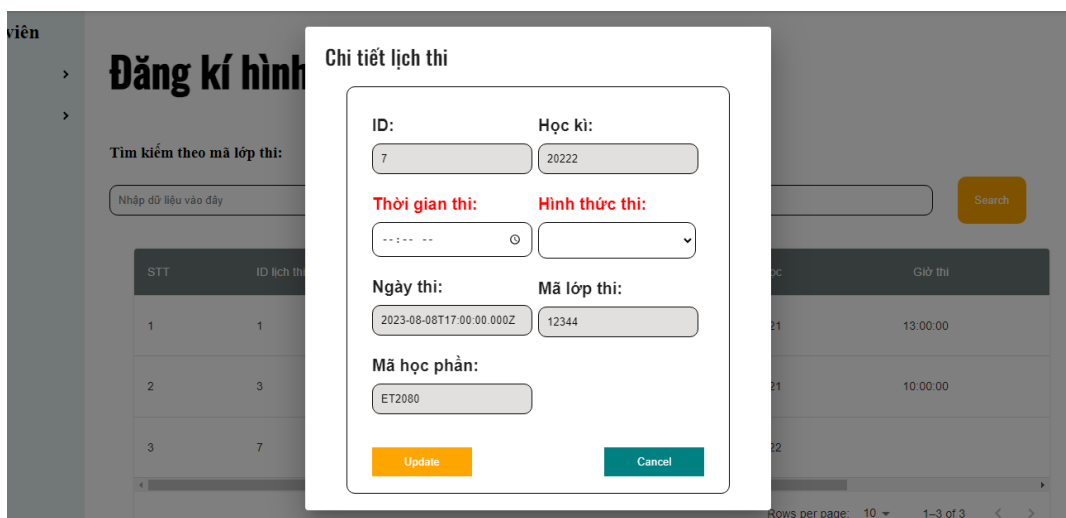 viên
Đăng kí hình
Tìm kiếm theo mã lớp thi:
Nhập dữ liệu vào đây
Search
STT ID lịch thi Giờ thi
1 1 21 13:00:00
2 3 21 10:00:00
3 7 22
Rows per page: 10 1–3 of 3
Chi tiết lịch thi
ID: Học kì:
7 20222
Thời gian thi: Hình thức thi:
--:-- --
Ngày thi: Mã lớp thi:
2023-08-08T17:00:00.000Z 12344
Mã học phần:
ET2080
Update Cancel